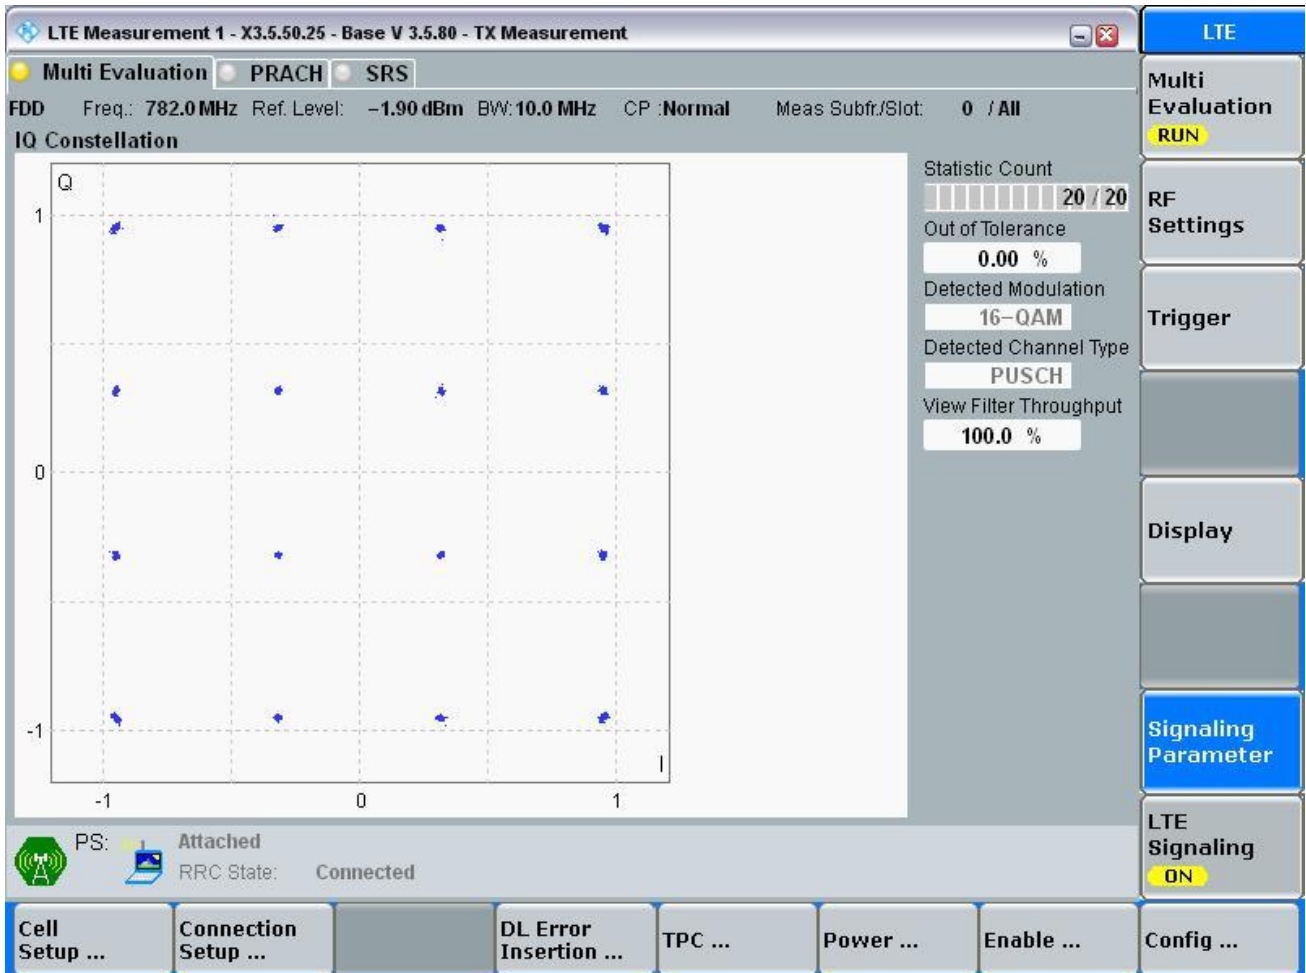 LTE Measurement 1 - X3.5.50.25 - Base V 3.5.80 - TX Measurement
LTE
Multi Evaluation PRACH SRS
FDD Freq.: 782.0 MHz Ref. Level: −1.90 dBm BW: 10.0 MHz CP :Normal Meas Subfr./Slot: 0 / All
IQ Constellation
Q
1
0
-1
-1 0 1
I
Statistic Count
20 / 20
Out of Tolerance
0.00 %
Detected Modulation
16−QAM
Detected Channel Type
PUSCH
View Filter Throughput
100.0 %
Multi
Evaluation
RUN
RF
Settings
Trigger
Display
Signaling
Parameter
LTE
Signaling
ON
PS: Attached
RRC State: Connected
Cell
Setup ...
Connection
Setup ...
DL Error
Insertion ...
TPC ...
Power ...
Enable ...
Config ...